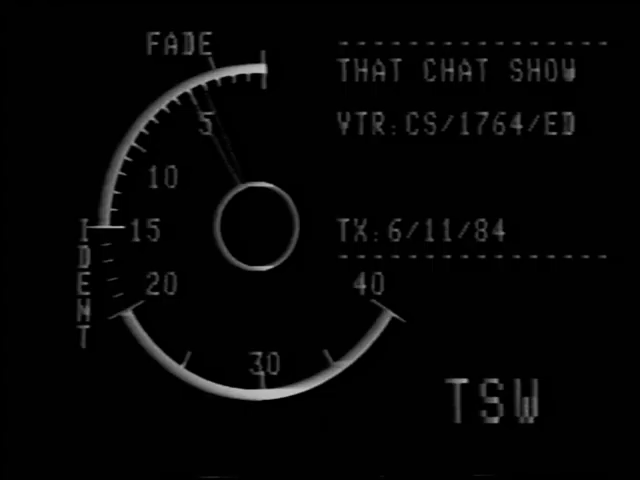 FADE
THAT CHAT SHOW
VTR:CS/1764/ED
5
10
15
TX:6/11/84
IDENT
20
40
30
TSW